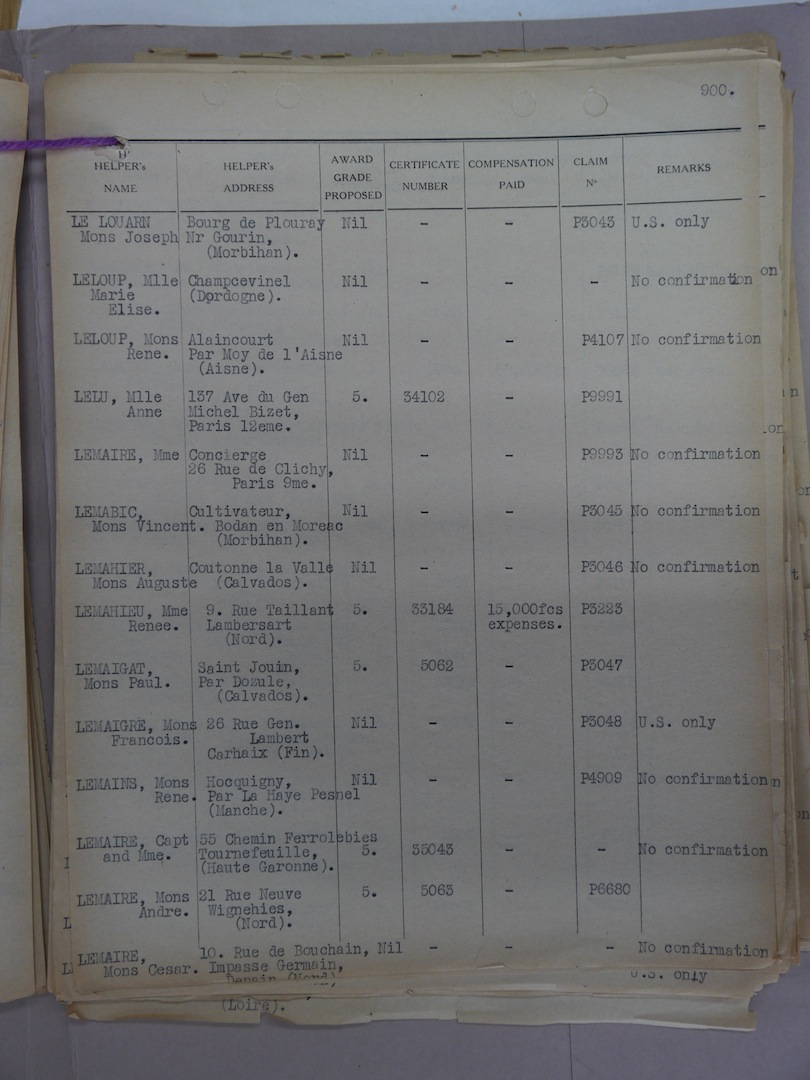 900.
HELPER's NAME HELPER's ADDRESS AWARD GRADE PROPOSED CERTIFICATE NUMBER COMPENSATION PAID CLAIM Nº REMARKS
LE LOUARN Bourg de Plouray Nil - - P3043 U.S. only
Mons Joseph Nr Gourin,
(Morbihan).
LELOUP, Mlle Champcevinel Nil - - - No confirmation
Marie (Dordogne).
Elise.
LELOUP, Mons Alaincourt Nil - - P4107 No confirmation
Rene. Par Moy de l'Aisne
(Aisne).
LELU, Mlle 137 Ave du Gen 5. 34102 - P9991
Anne Michel Bizet,
Paris 12eme.
LEMAIRE, Mme Concierge Nil - - P9993 No confirmation
26 Rue de Clichy,
Paris 9me.
LEMABIC, Cultivateur, Nil - - P3045 No confirmation
Mons Vincent. Bodan en Moreac
(Morbihan).
LEMAHIER, Coutonne la Valle Nil - - P3046 No confirmation
Mons Auguste (Calvados).
LEMAHIEU, Mme 9. Rue Taillant 5. 33184 15,000fcs P3223
Renee. Lambersart expenses.
(Nord).
LEMAIGAT, Saint Jouin, 5. 5062 - P3047
Mons Paul. Par Dozule,
(Calvados).
LEMAIGRE, Mons 26 Rue Gen. Nil - - P3048 U.S. only
Francois. Lambert
Carhaix (Fin).
LEMAINS, Mons Hocquigny, Nil - - P4909 No confirmation
Rene. Par La Haye Pesnel
(Manche).
LEMAIRE, Capt 55 Chemin Ferrolebies
and Mme. Tournefeuille, 5. 35043 - - No confirmation
(Haute Garonne).
LEMAIRE, Mons 21 Rue Neuve 5. 5063 - P6680
Andre. Wignehies,
(Nord).
LEMAIRE, 10. Rue de Bouchain, Nil - - - No confirmation
Mons Cesar. Impasse Germain,
Denain (Nord) U.S. only
(Loire).